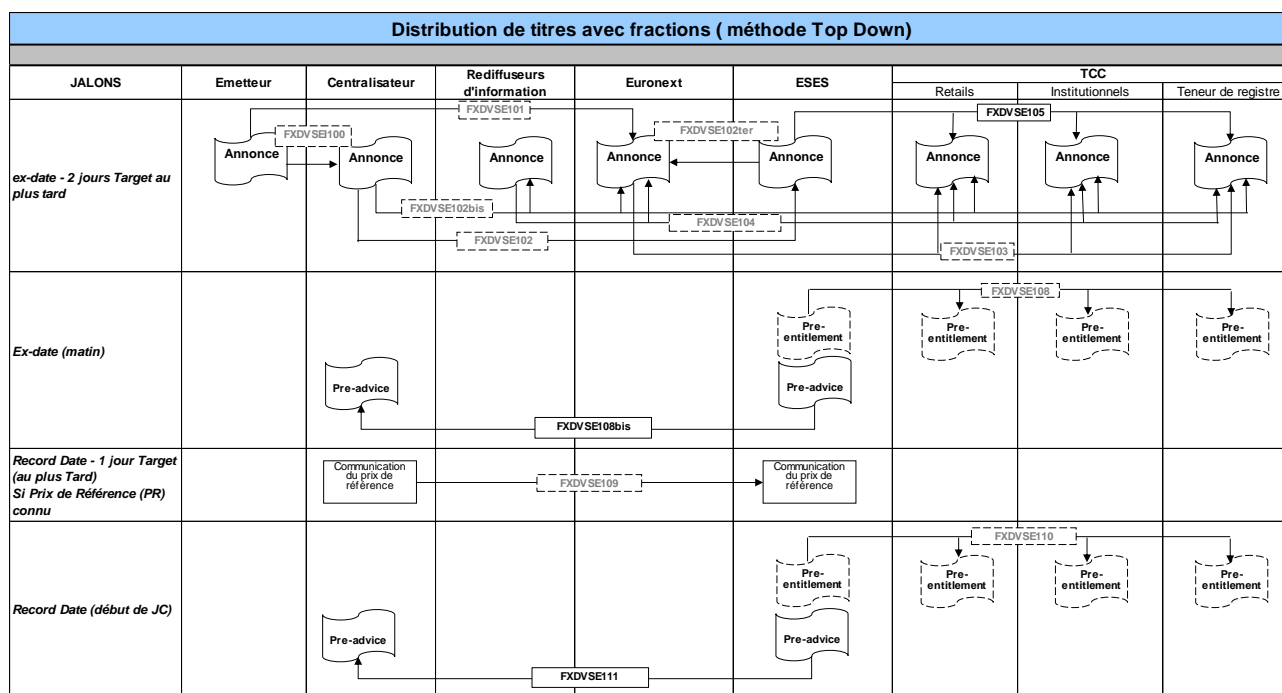 Distribution de titres avec fractions ( méthode Top Down)
JALONS
Emetteur
Centralisateur
Rediffuseurs
d'information
Euronext
ESES
TCC
Retails
Institutionnels
Teneur de registre
ex-date - 2 jours Target au
plus tard
FXDVSEI100
FXDVSE101
FXDVSE102ter
FXDVSE105
Annonce
Annonce
Annonce
Annonce
Annonce
Annonce
Annonce
Annonce
FXDVSE102bis
FXDVSE104
FXDVSE102
FXDVSE103
Ex-date (matin)
FXDVSE108
Pre-
entitlement
Pre-
entitlement
Pre-
entitlement
Pre-
entitlement
Pre-advice
Pre-advice
FXDVSE108bis
Record Date - 1 jour Target
(au plus Tard)
Si Prix de Référence (PR)
connu
Communication
du prix de
référence
FXDVSE109
Communication
du prix de
référence
Record Date (début de JC)
FXDVSE110
Pre-
entitlement
Pre-
entitlement
Pre-
entitlement
Pre-
entitlement
Pre-advice
Pre-advice
FXDVSE111